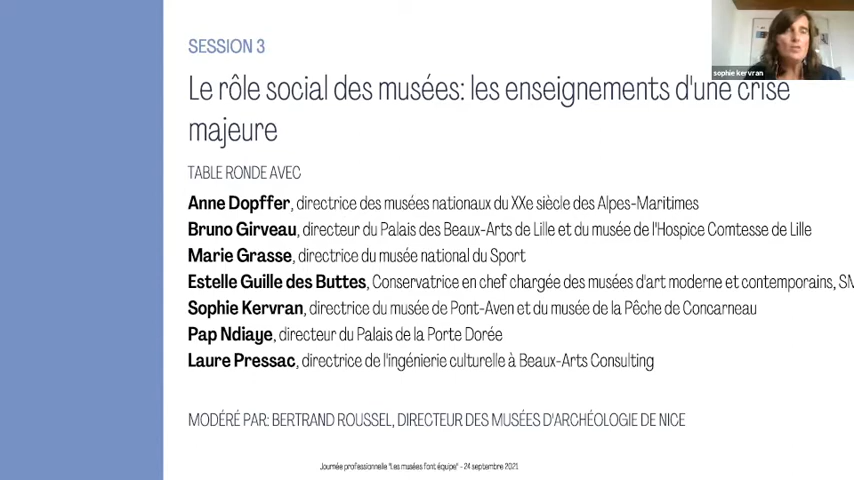 sophie kervran
SESSION 3
Le rôle social des musées: les enseignements d'une crise
majeure
TABLE RONDE AVEC
Anne Dopffer, directrice des musées nationaux du XXe siècle des Alpes-Maritimes
Bruno Girveau, directeur du Palais des Beaux-Arts de Lille et du musée de l'Hospice Comtesse de Lille
Marie Grasse, directrice du musée national du Sport
Estelle Guille des Buttes, Conservatrice en chef chargée des musées d'art moderne et contemporains,
Sophie Kervran, directrice du musée de Pont-Aven et du musée de la Pêche de Concarneau
Pap Ndiaye, directeur du Palais de la Porte Dorée
Laure Pressac, directrice de l'ingénierie culturelle à Beaux-Arts Consulting
MODÉRÉ PAR: BERTRAND ROUSSEL, DIRECTEUR DES MUSÉES D'ARCHÉOLOGIE DE NICE
Journée professionnelle "Les musées font équipe" - 24 septembre 2021